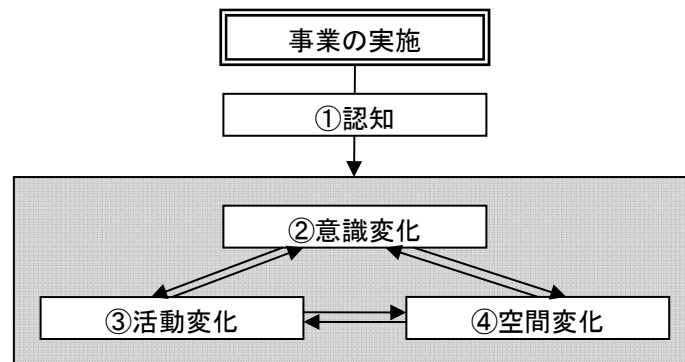 事業の実施
①認知
②意識変化
③活動変化
④空間変化